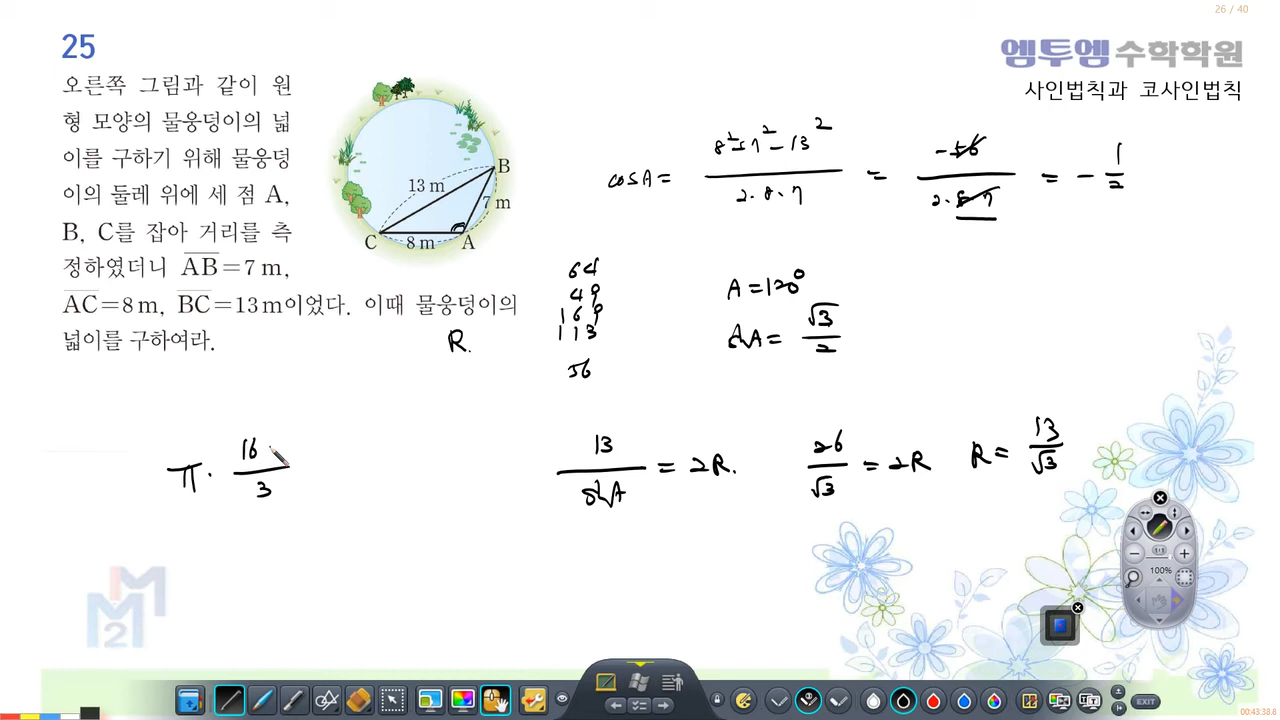 26 / 40
25
엠투엠수학학원
사인법칙과 코사인법칙
오른쪽 그림과 같이 원
형 모양의 물웅덩이의 넓
이를 구하기 위해 물웅덩
이의 둘레 위에 세 점 A,
B, C를 잡아 거리를 측
정하였더니 AB=7 m,
AC=8 m, BC=13 m이었다. 이때 물웅덩이의
넓이를 구하여라.
B
13 m
7 m
C
8 m
A
R.
cosA = 8²+7²-13² / 2·8·7 = -56 / 2·8·7 = - 1/2
64
49
169
113
56
A=120°
sinA = √3/2
π· 16/3
13/sinA = 2R.
26/√3 = 2R
R = 13/√3
100%
1:1
M2M
EXIT
00:43:38.8